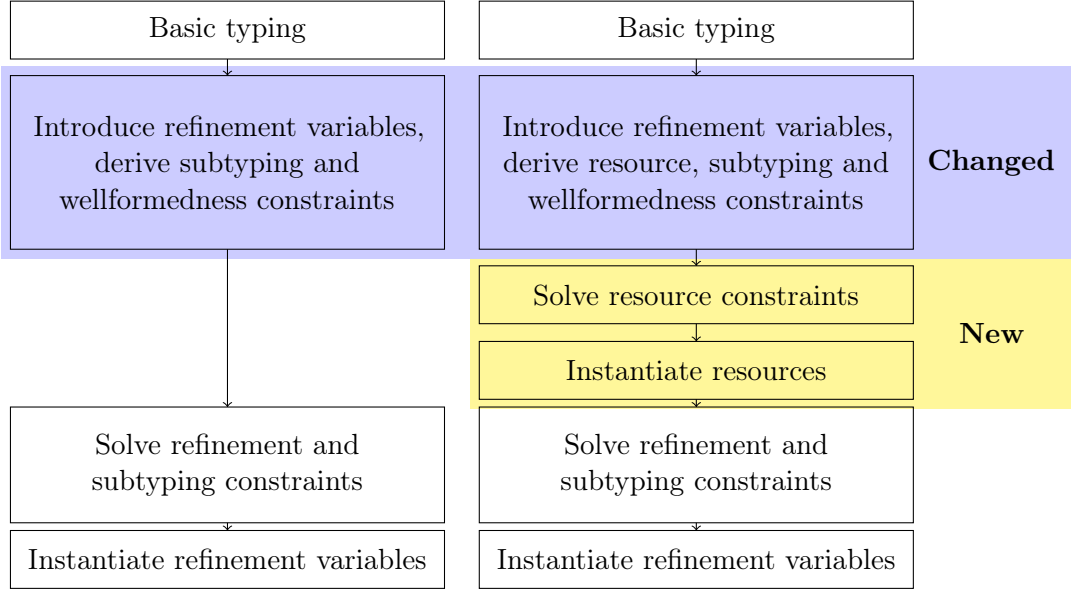 Basic typing
Introduce refinement variables,
derive subtyping and
wellformedness constraints
Solve refinement and
subtyping constraints
Instantiate refinement variables
Basic typing
Introduce refinement variables,
derive resource, subtyping and
wellformedness constraints
Changed
Solve resource constraints
New
Instantiate resources
Solve refinement and
subtyping constraints
Instantiate refinement variables